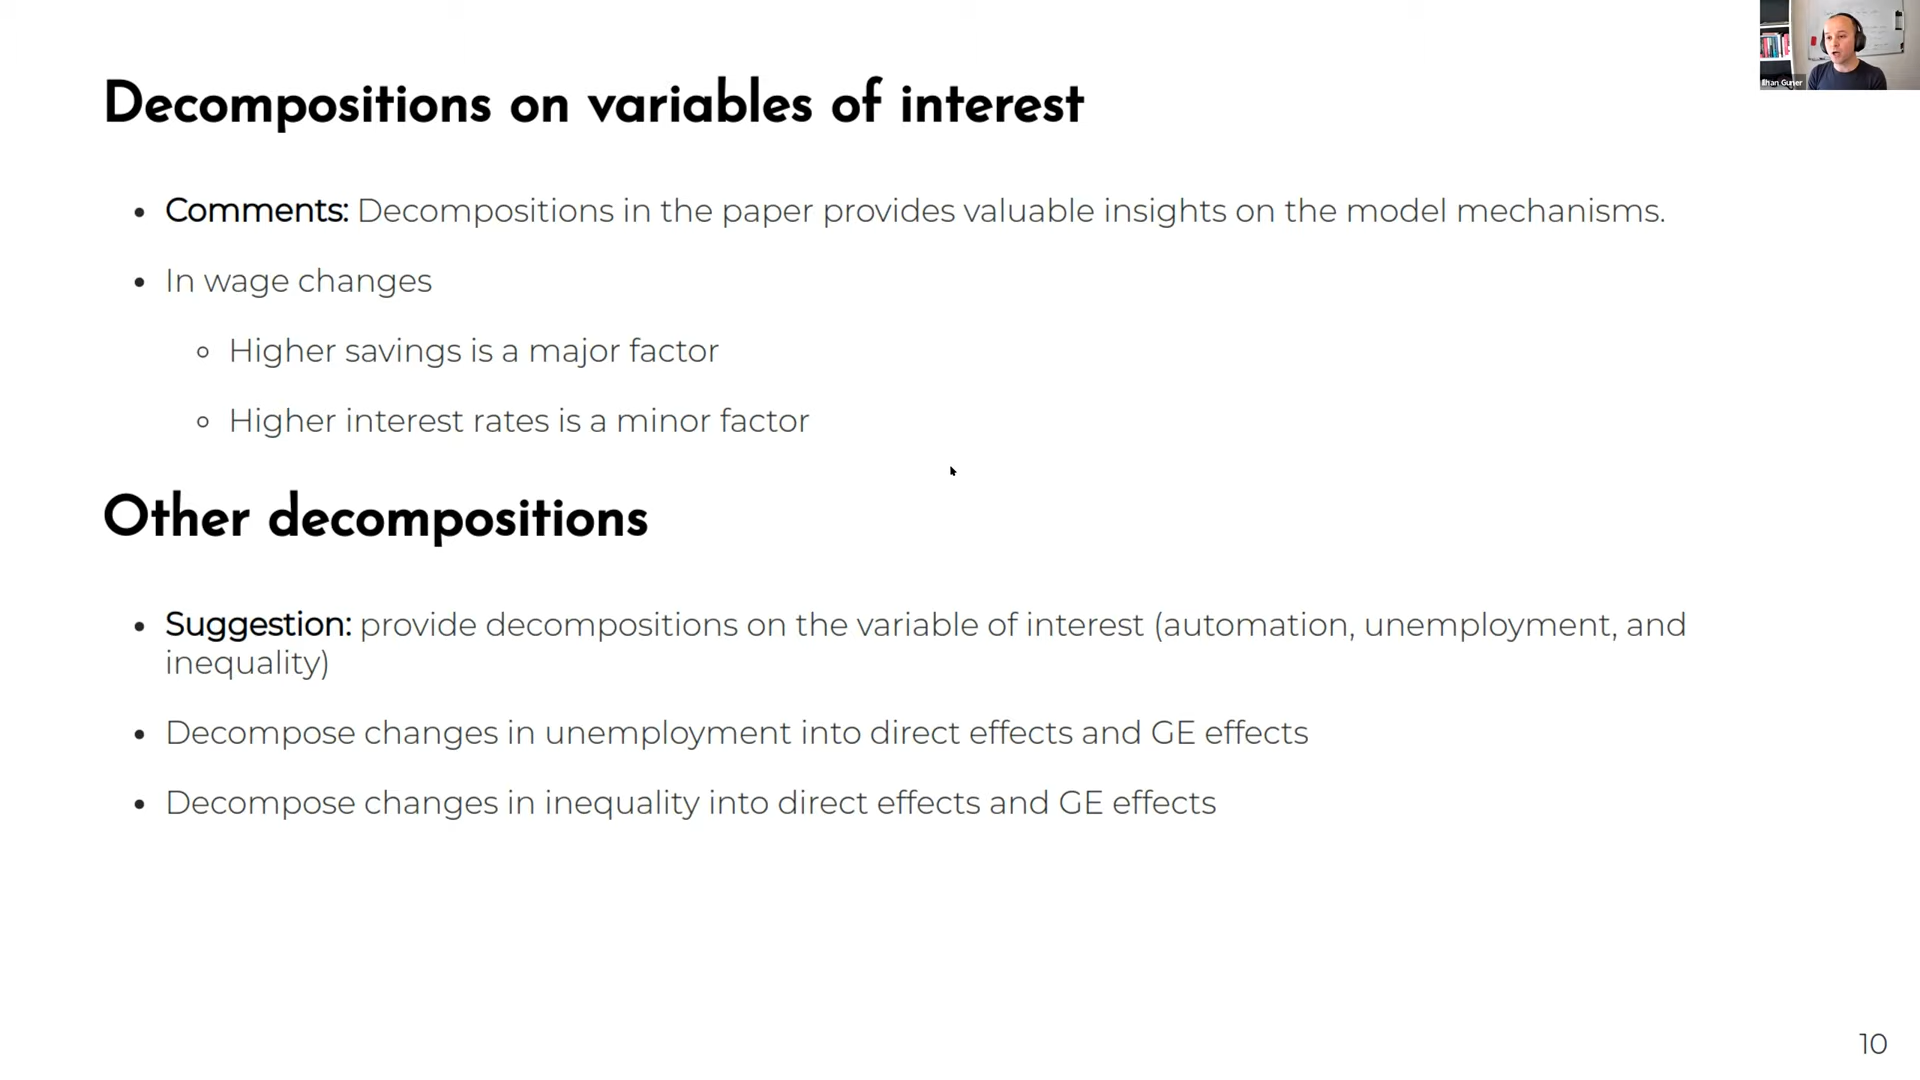 Decompositions on variables of interest
Comments: Decompositions in the paper provides valuable insights on the model mechanisms.
In wage changes
Higher savings is a major factor
Higher interest rates is a minor factor
Other decompositions
Suggestion: provide decompositions on the variable of interest (automation, unemployment, and
inequality)
Decompose changes in unemployment into direct effects and GE effects
Decompose changes in inequality into direct effects and GE effects
10